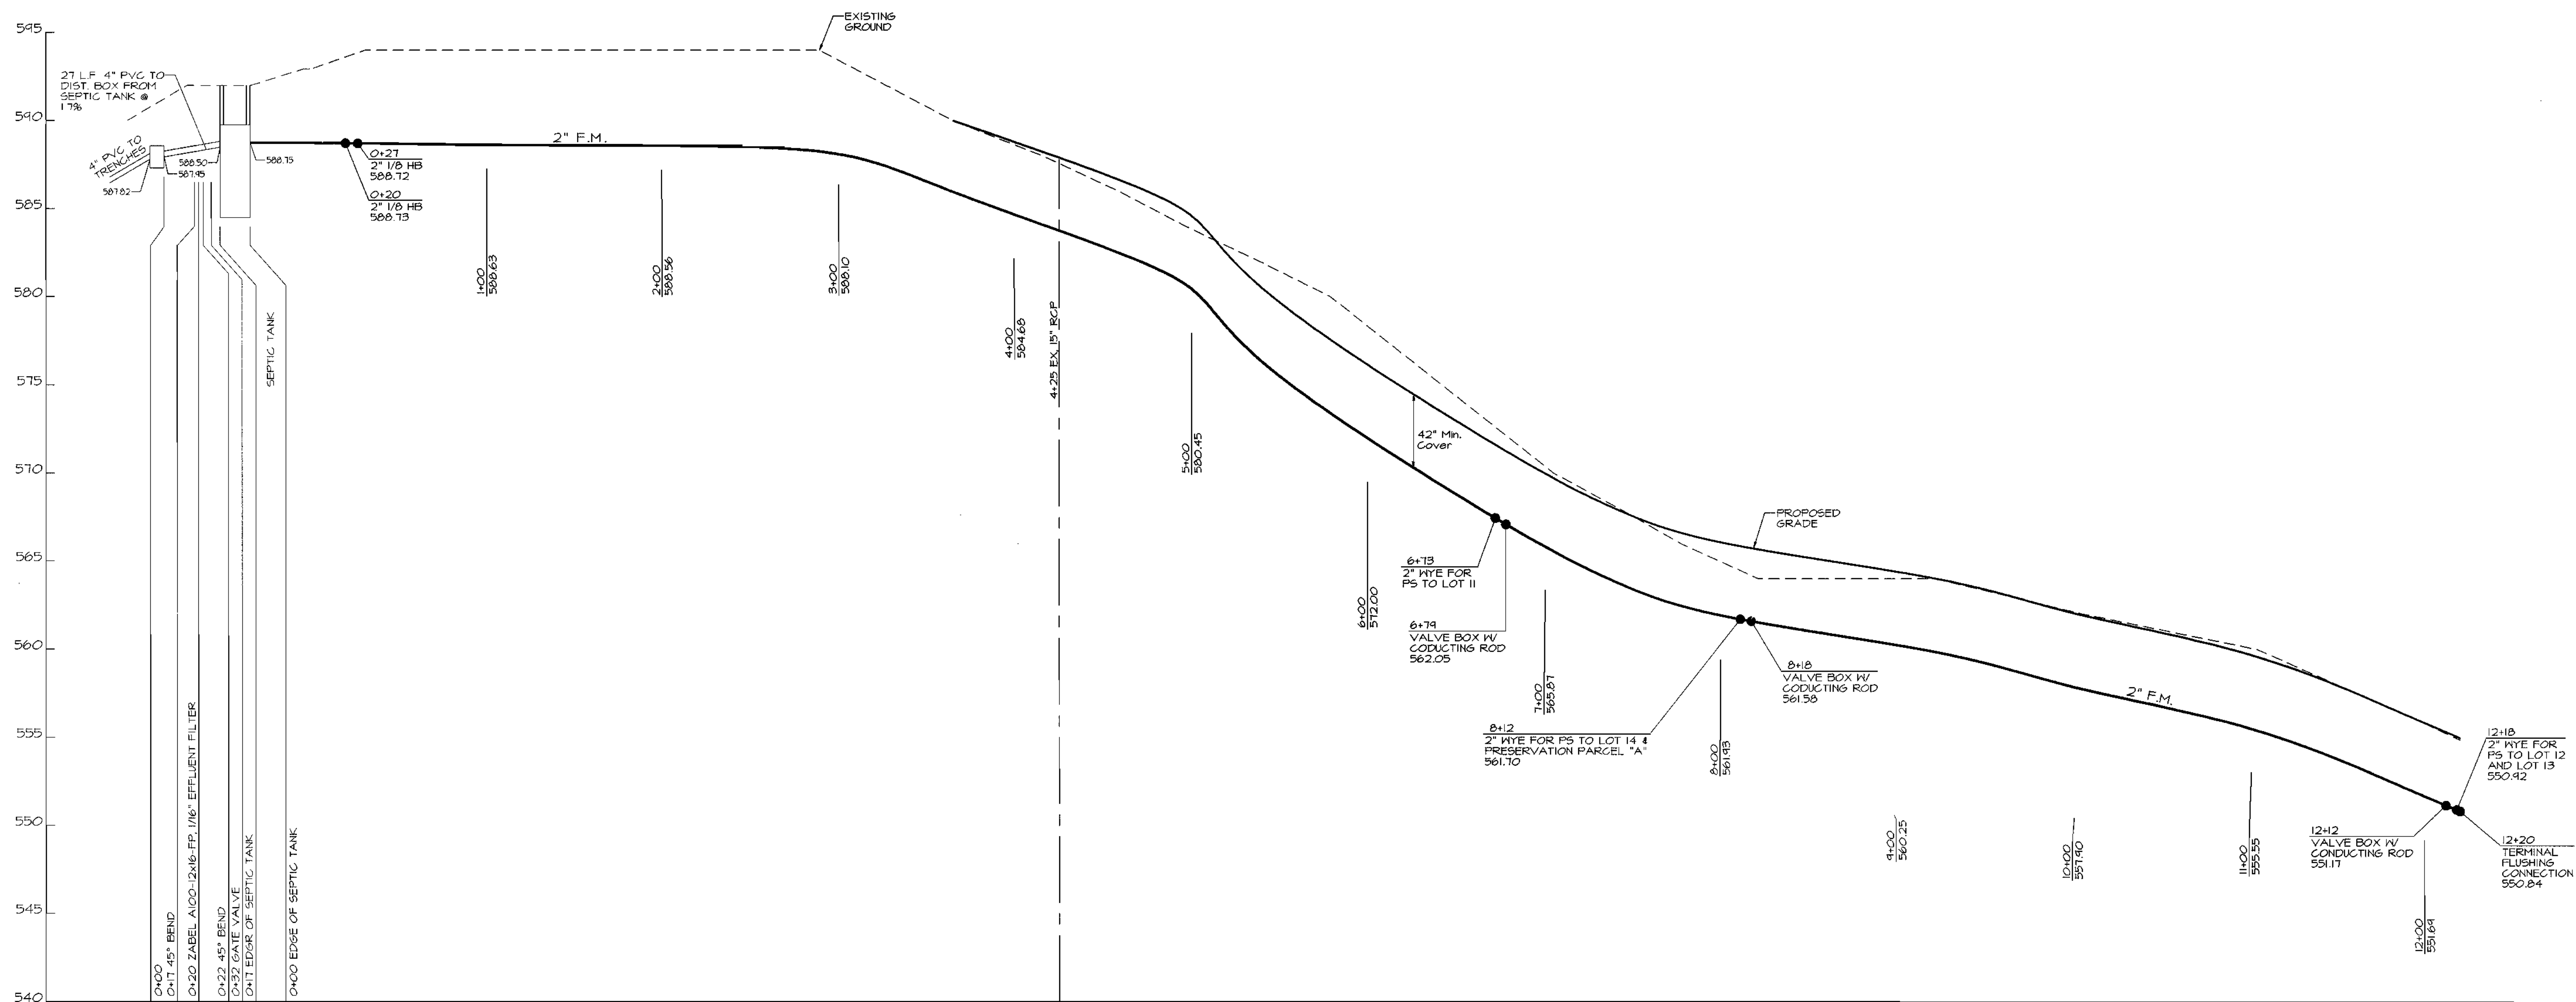 595
590
585
580
575
570
565
560
555
550
545
540
EXISTING
GROUND
27 L.F. 4" PVC TO
DIST. BOX FROM
SEPTIC TANK @
1.7%
4" PVC TO
TRENCHES
587.82
587.95
588.50
588.75
2" F.M.
0+27
2" 1/8 HB
588.72
0+20
2" 1/8 HB
588.73
1+00
588.63
2+00
588.56
3+00
588.10
4+00
584.68
4+25 EX. 15" RCP
5+00
580.45
6+00
572.00
42" Min.
Cover
6+73
2" WYE FOR
PS TO LOT 11
6+79
VALVE BOX W/
CODUCTING ROD
562.05
7+00
565.87
PROPOSED
GRADE
8+12
2" WYE FOR PS TO LOT 14 &
PRESERVATION PARCEL "A"
561.70
8+00
561.93
8+18
VALVE BOX W/
CODUCTING ROD
561.58
9+00
560.25
10+00
557.90
2" F.M.
11+00
555.55
12+12
VALVE BOX W/
CONDUCTING ROD
551.17
12+00
551.69
12+18
2" WYE FOR
PS TO LOT 12
AND LOT 13
550.92
12+20
TERMINAL
FLUSHING
CONNECTION
550.84
SEPTIC TANK
0+00
0+17 45° BEND
0+20 ZABEL A100-12x16-FP, 1/16" EFFLUENT FILTER
0+22 45° BEND
0+32 GATE VALVE
0+17 EDGR OF SEPTIC TANK
0+00 EDGE OF SEPTIC TANK